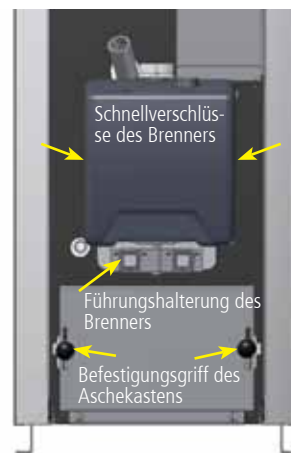 Schnellverschlüs-
se des Brenners
Führungshalterung des
Brenners
Befestigungsgriff des
Aschekastens